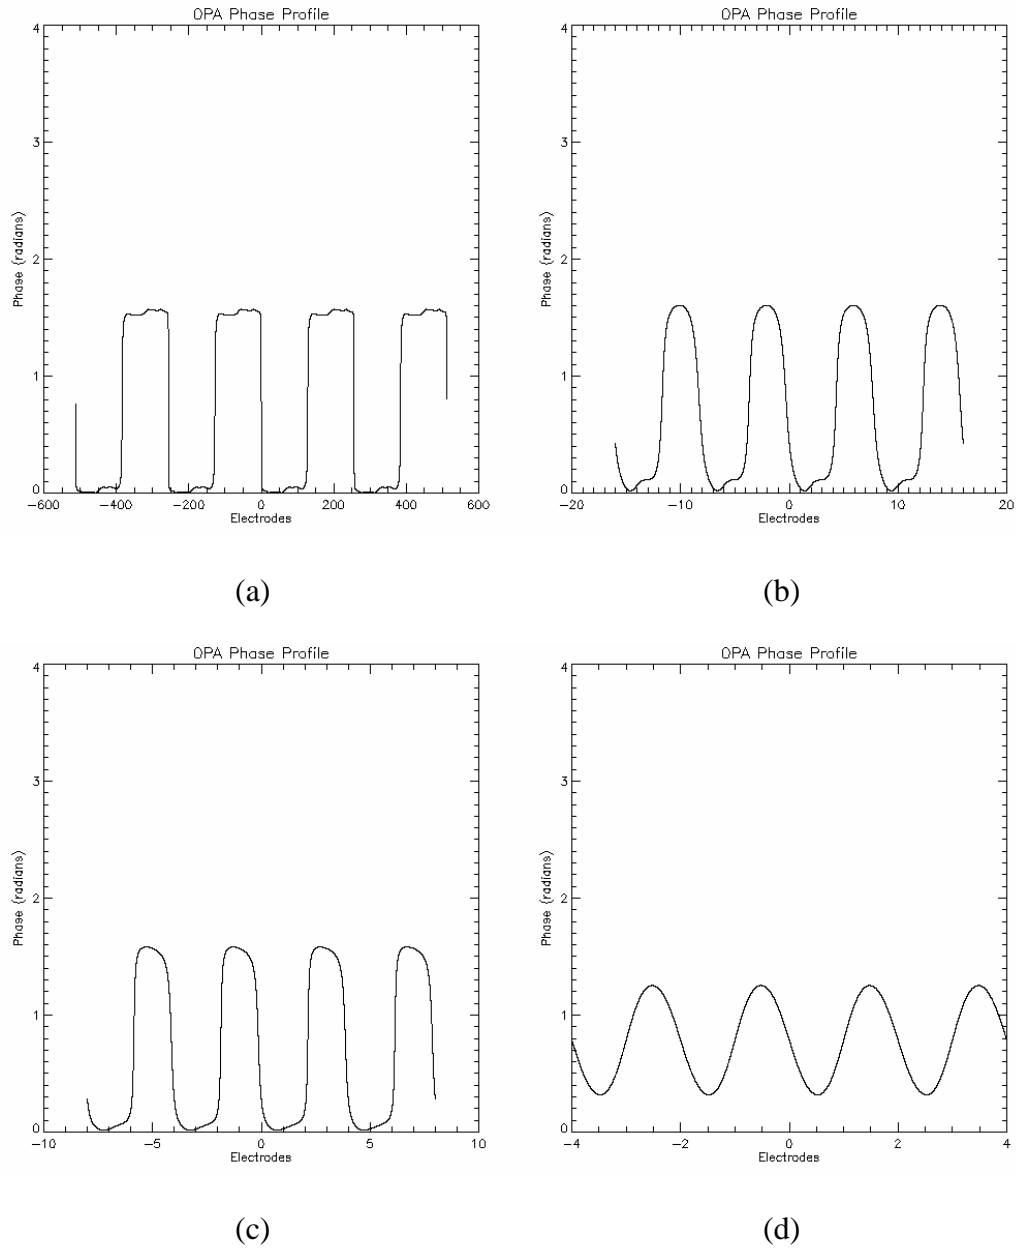 OPA Phase Profile
4
3
2
1
0
Phase (radians)
-600 -400 -200 0 200 400 600
Electrodes
(a)
OPA Phase Profile
4
3
2
1
0
Phase (radians)
-20 -10 0 10 20
Electrodes
(b)
OPA Phase Profile
4
3
2
1
0
Phase (radians)
-10 -5 0 5 10
Electrodes
(c)
OPA Phase Profile
4
3
2
1
0
Phase (radians)
-4 -2 0 2 4
Electrodes
(d)